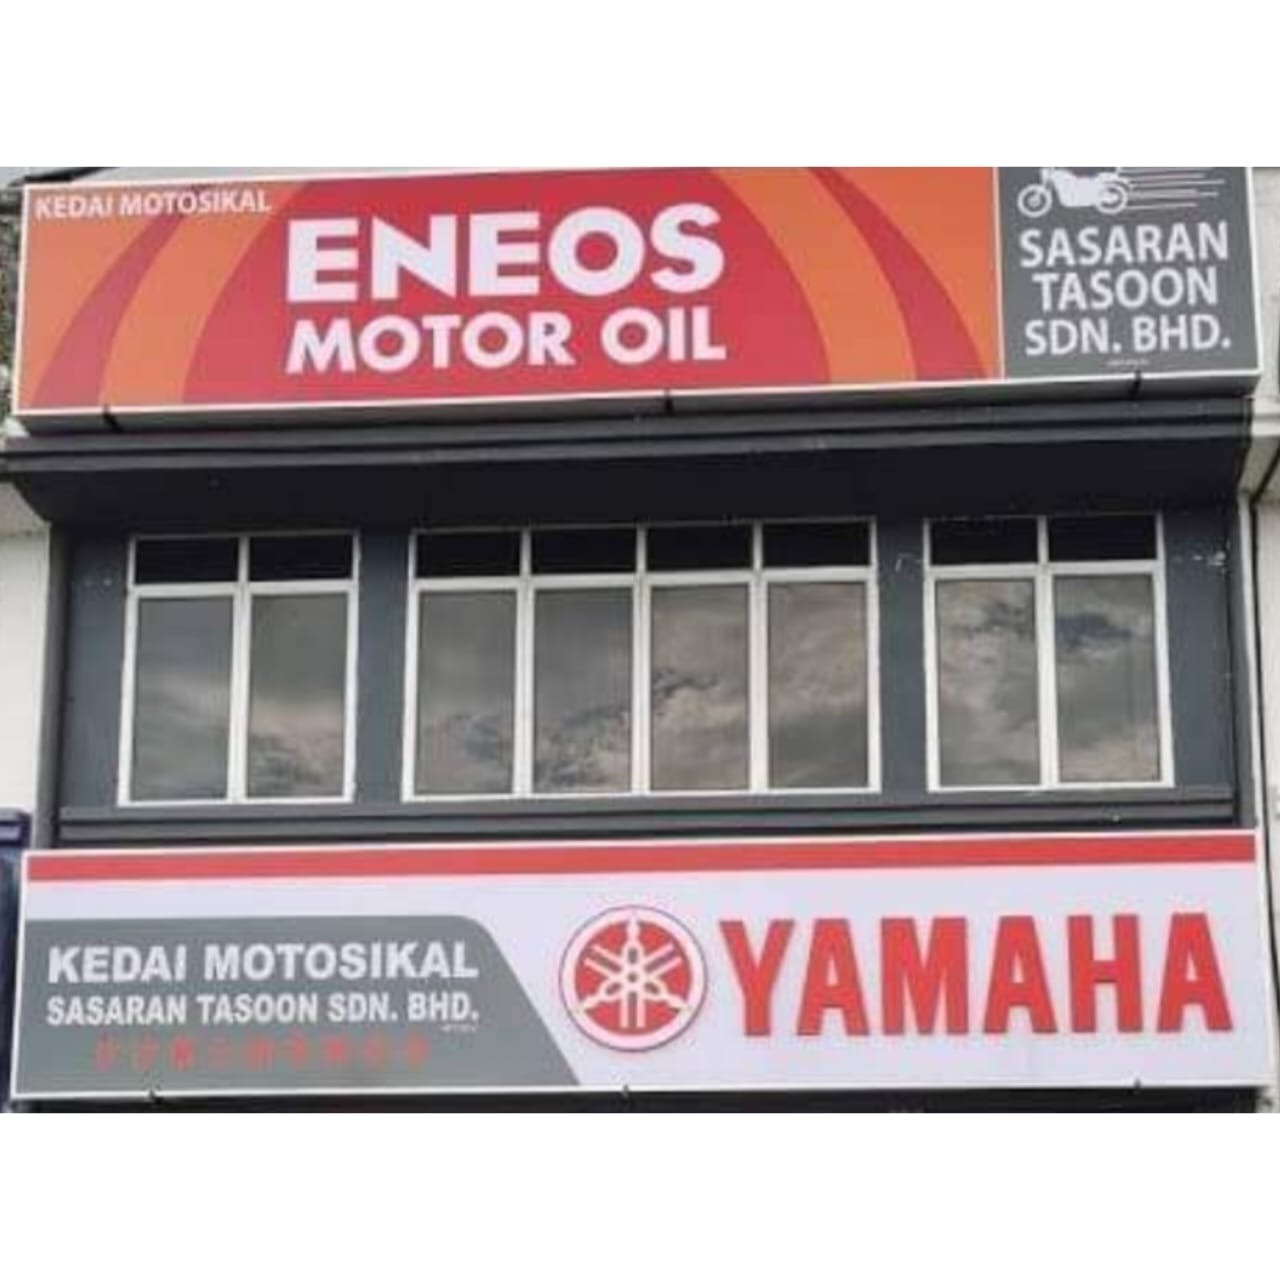 KEDAI MOTOSIKAL
ENEOS
MOTOR OIL
SASARAN
TASOON
SDN. BHD.
KEDAI MOTOSIKAL
SASARAN TASOON SDN. BHD.
YAMAHA